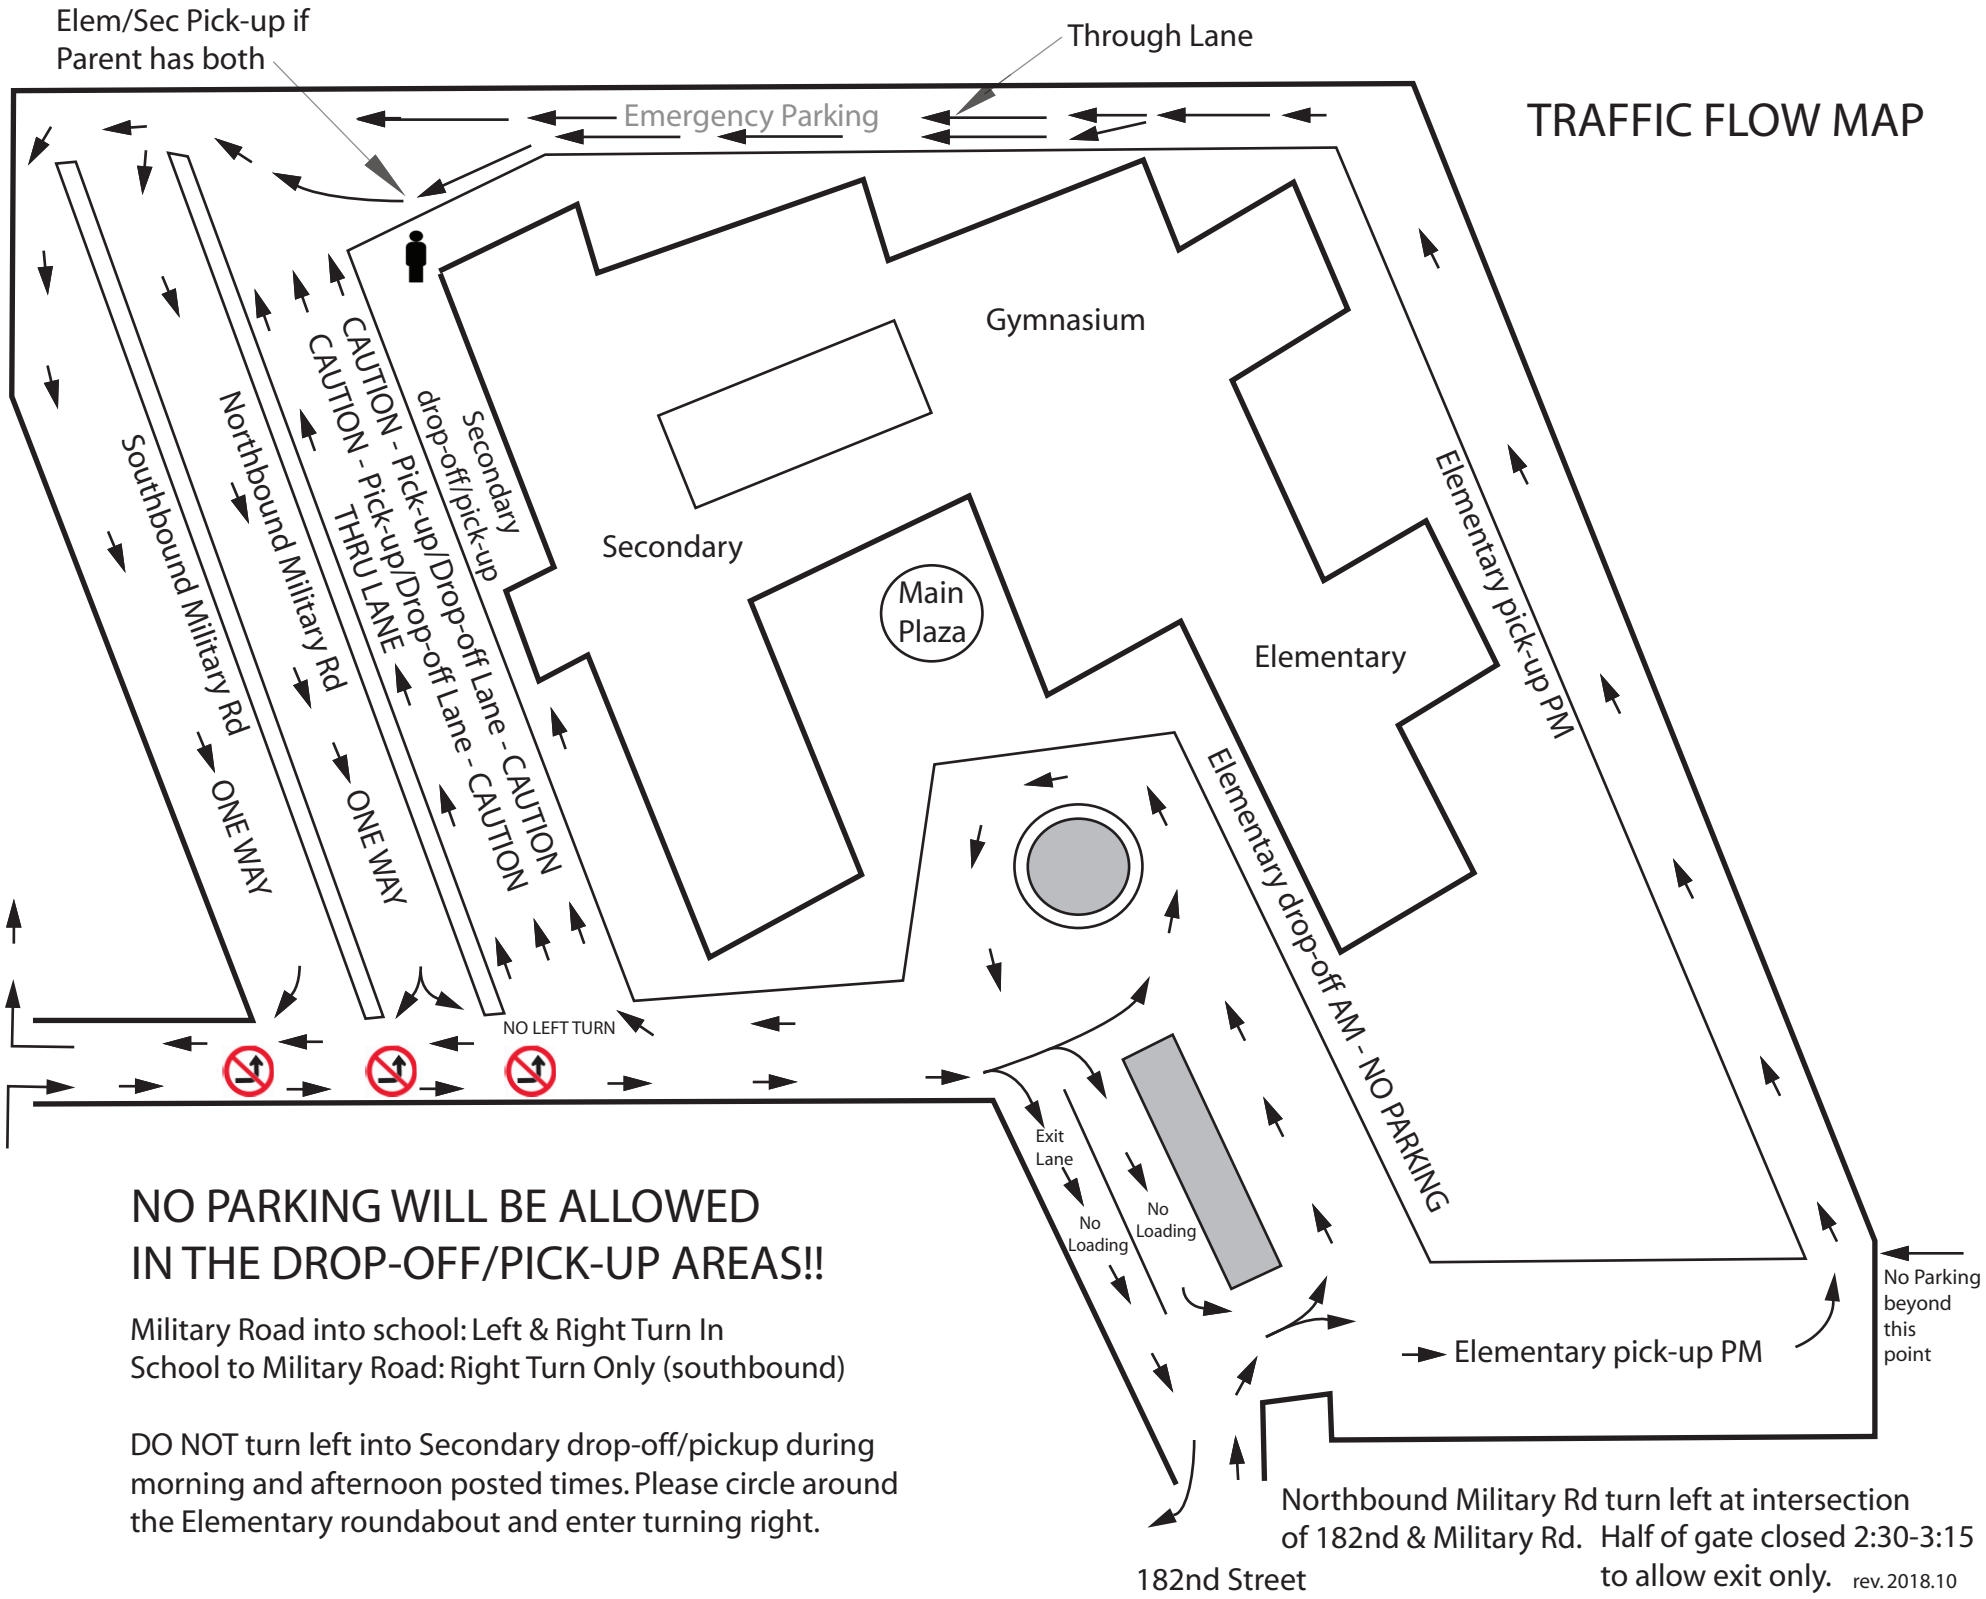 Elem/Sec Pick-up if
Parent has both
Through Lane
Emergency Parking
TRAFFIC FLOW MAP
Gymnasium
Secondary
Main
Plaza
Elementary
Southbound Military Rd
ONE WAY
Northbound Military Rd
ONE WAY
THRU LANE
CAUTION - Pick-up/Drop-off Lane - CAUTION
CAUTION - Pick-up/Drop-off Lane - CAUTION
Secondary
drop-off/pick-up
Elementary pick-up PM
Elementary drop-off AM - NO PARKING
NO LEFT TURN
Exit
Lane
No
Loading
No
Loading
No Parking
beyond
this
point
Elementary pick-up PM
NO PARKING WILL BE ALLOWED
IN THE DROP-OFF/PICK-UP AREAS!!
Military Road into school: Left & Right Turn In
School to Military Road: Right Turn Only (southbound)
DO NOT turn left into Secondary drop-off/pickup during
morning and afternoon posted times. Please circle around
the Elementary roundabout and enter turning right.
Northbound Military Rd turn left at intersection
of 182nd & Military Rd. Half of gate closed 2:30-3:15
to allow exit only. rev. 2018.10
182nd Street